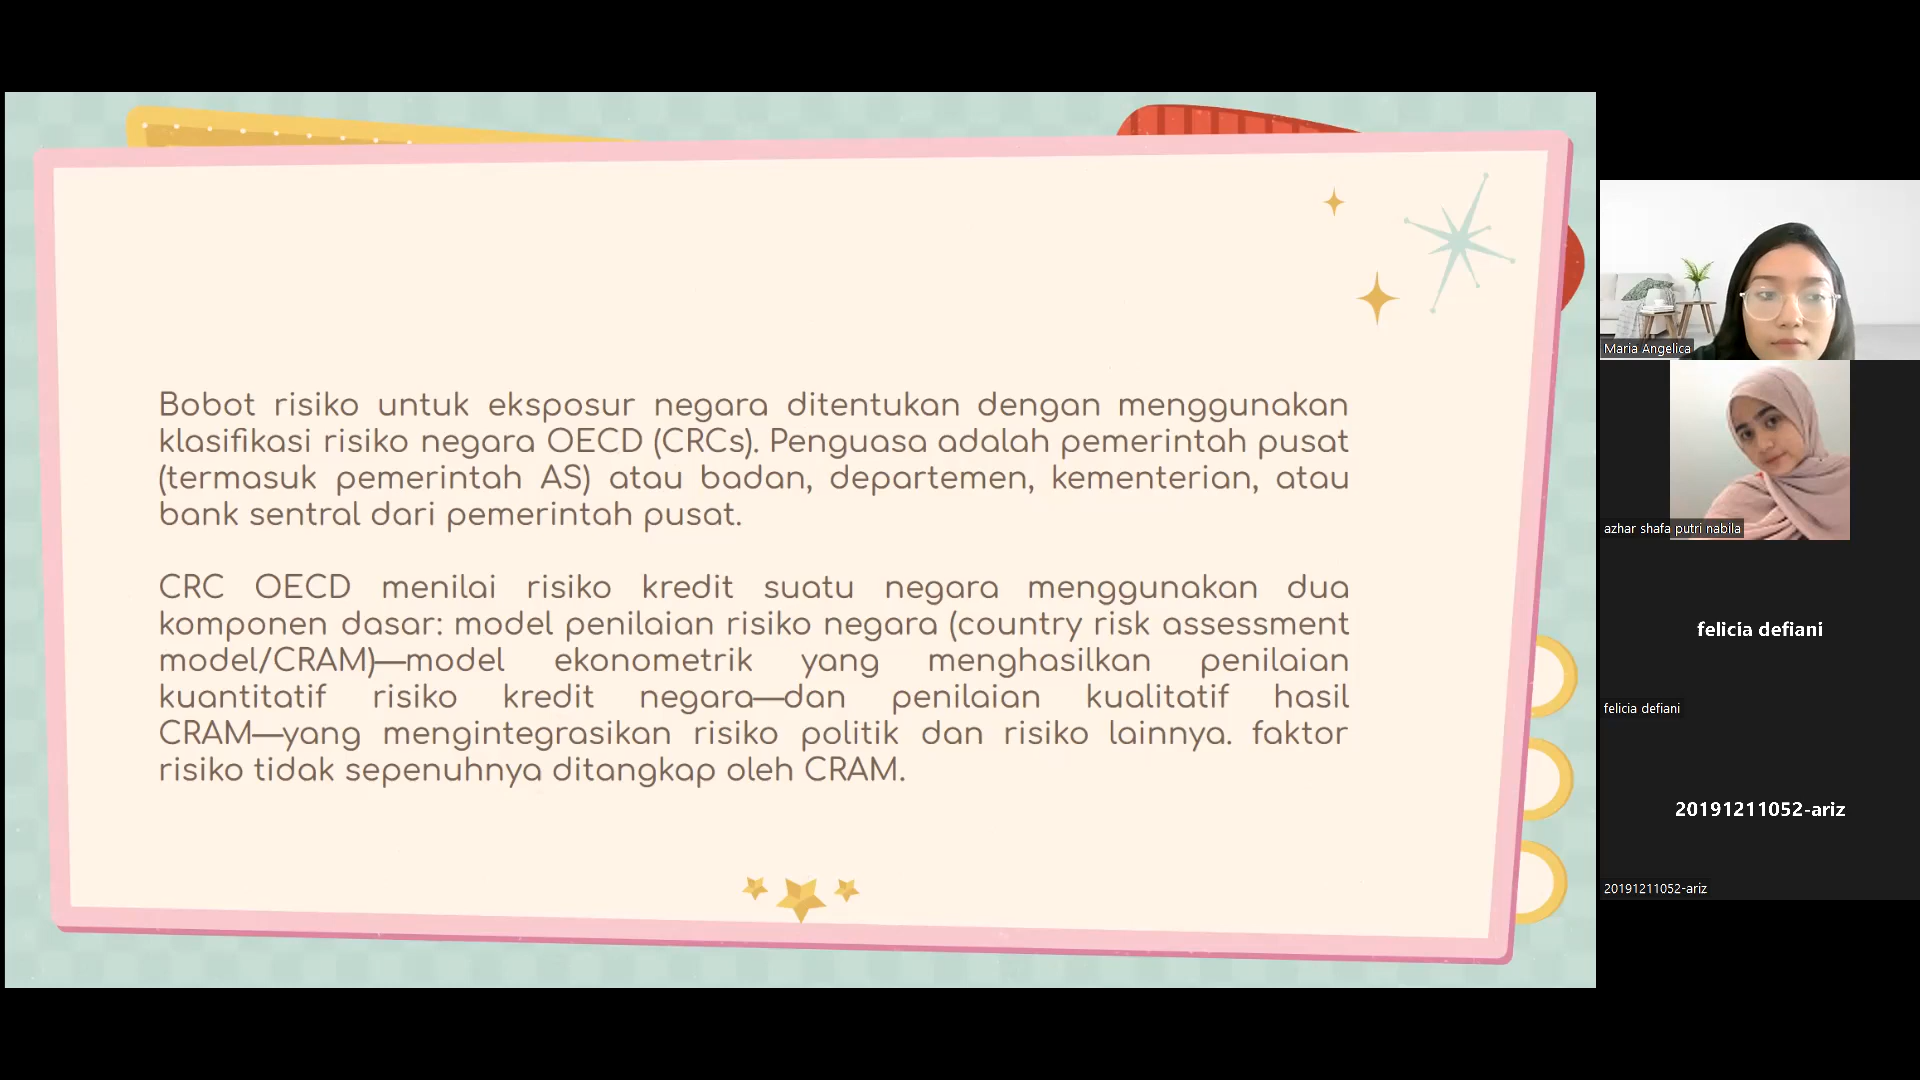 Bobot risiko untuk eksposur negara ditentukan dengan menggunakan
klasifikasi risiko negara OECD (CRCs). Penguasa adalah pemerintah pusat
(termasuk pemerintah AS) atau badan, departemen, kementerian, atau
bank sentral dari pemerintah pusat.
CRC OECD menilai risiko kredit suatu negara menggunakan dua
komponen dasar: model penilaian risiko negara (country risk assessment
model/CRAM)—model ekonometrik yang menghasilkan penilaian
kuantitatif risiko kredit negara—dan penilaian kualitatif hasil
CRAM—yang mengintegrasikan risiko politik dan risiko lainnya. faktor
risiko tidak sepenuhnya ditangkap oleh CRAM.
Maria Angelica
azhar shafa putri nabila
felicia defiani
felicia defiani
20191211052-ariz
20191211052-ariz